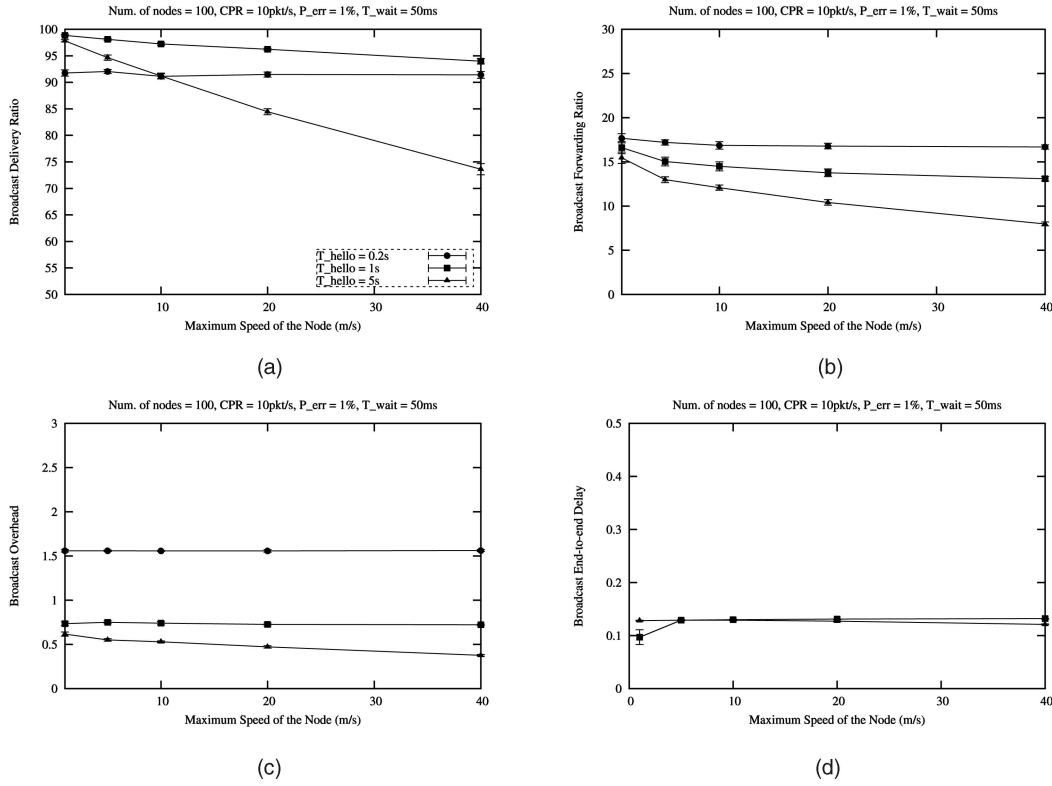 Num. of nodes = 100, CPR = 10pkt/s, P_err = 1%, T_wait = 50ms
100
95
90
85
80
75
70
65
60
55
50
Broadcast Delivery Ratio
T_hello = 0.2s
T_hello = 1s
T_hello = 5s
10 20 30 40
Maximum Speed of the Node (m/s)
(a)
Num. of nodes = 100, CPR = 10pkt/s, P_err = 1%, T_wait = 50ms
30
25
20
15
10
5
0
Broadcast Forwarding Ratio
10 20 30 40
Maximum Speed of the Node (m/s)
(b)
Num. of nodes = 100, CPR = 10pkt/s, P_err = 1%, T_wait = 50ms
3
2.5
2
1.5
1
0.5
0
Broadcast Overhead
10 20 30 40
Maximum Speed of the Node (m/s)
(c)
Num. of nodes = 100, CPR = 10pkt/s, P_err = 1%, T_wait = 50ms
0.5
0.4
0.3
0.2
0.1
0
Broadcast End-to-end Delay
0 10 20 30 40
Maximum Speed of the Node (m/s)
(d)